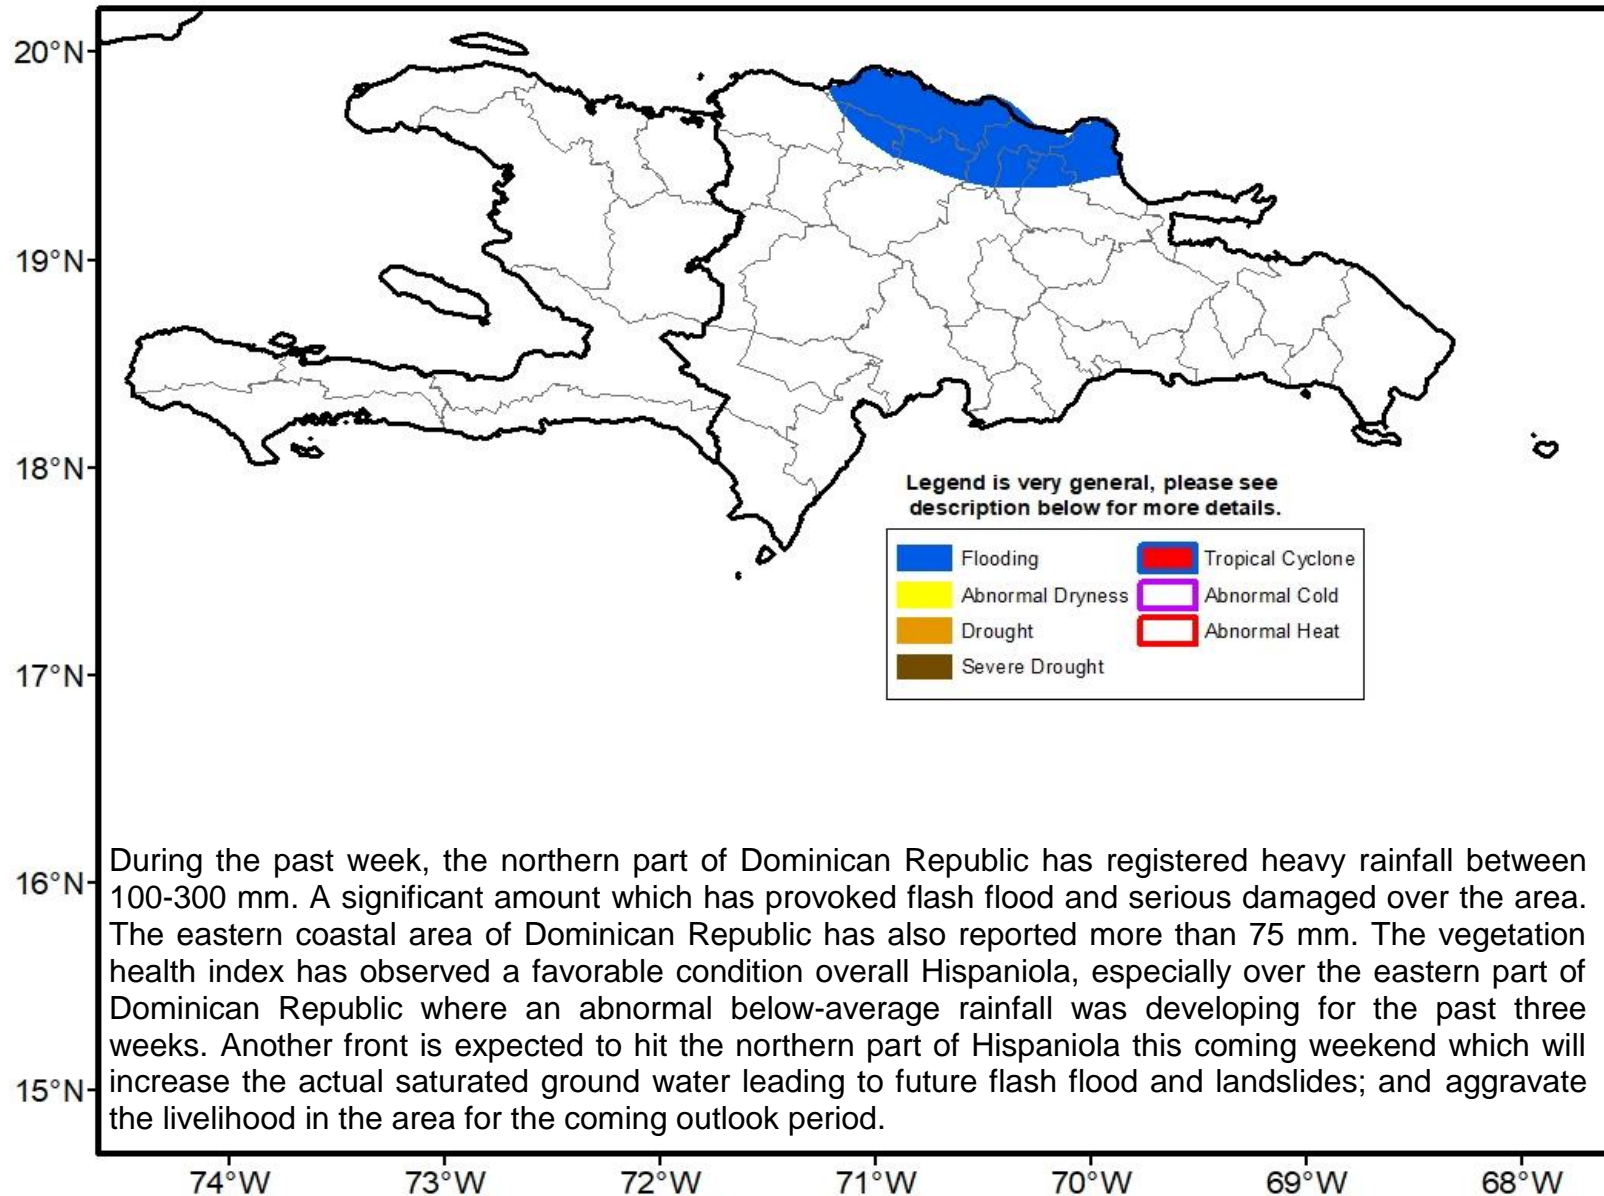 20°N
19°N
18°N
17°N
16°N
15°N
Legend is very general, please see
description below for more details.
Flooding
Tropical Cyclone
Abnormal Dryness
Abnormal Cold
Drought
Abnormal Heat
Severe Drought
During the past week, the northern part of Dominican Republic has registered heavy rainfall between
100-300 mm. A significant amount which has provoked flash flood and serious damaged over the area.
The eastern coastal area of Dominican Republic has also reported more than 75 mm. The vegetation
health index has observed a favorable condition overall Hispaniola, especially over the eastern part of
Dominican Republic where an abnormal below-average rainfall was developing for the past three
weeks. Another front is expected to hit the northern part of Hispaniola this coming weekend which will
increase the actual saturated ground water leading to future flash flood and landslides; and aggravate
the livelihood in the area for the coming outlook period.
74°W 73°W 72°W 71°W 70°W 69°W 68°W